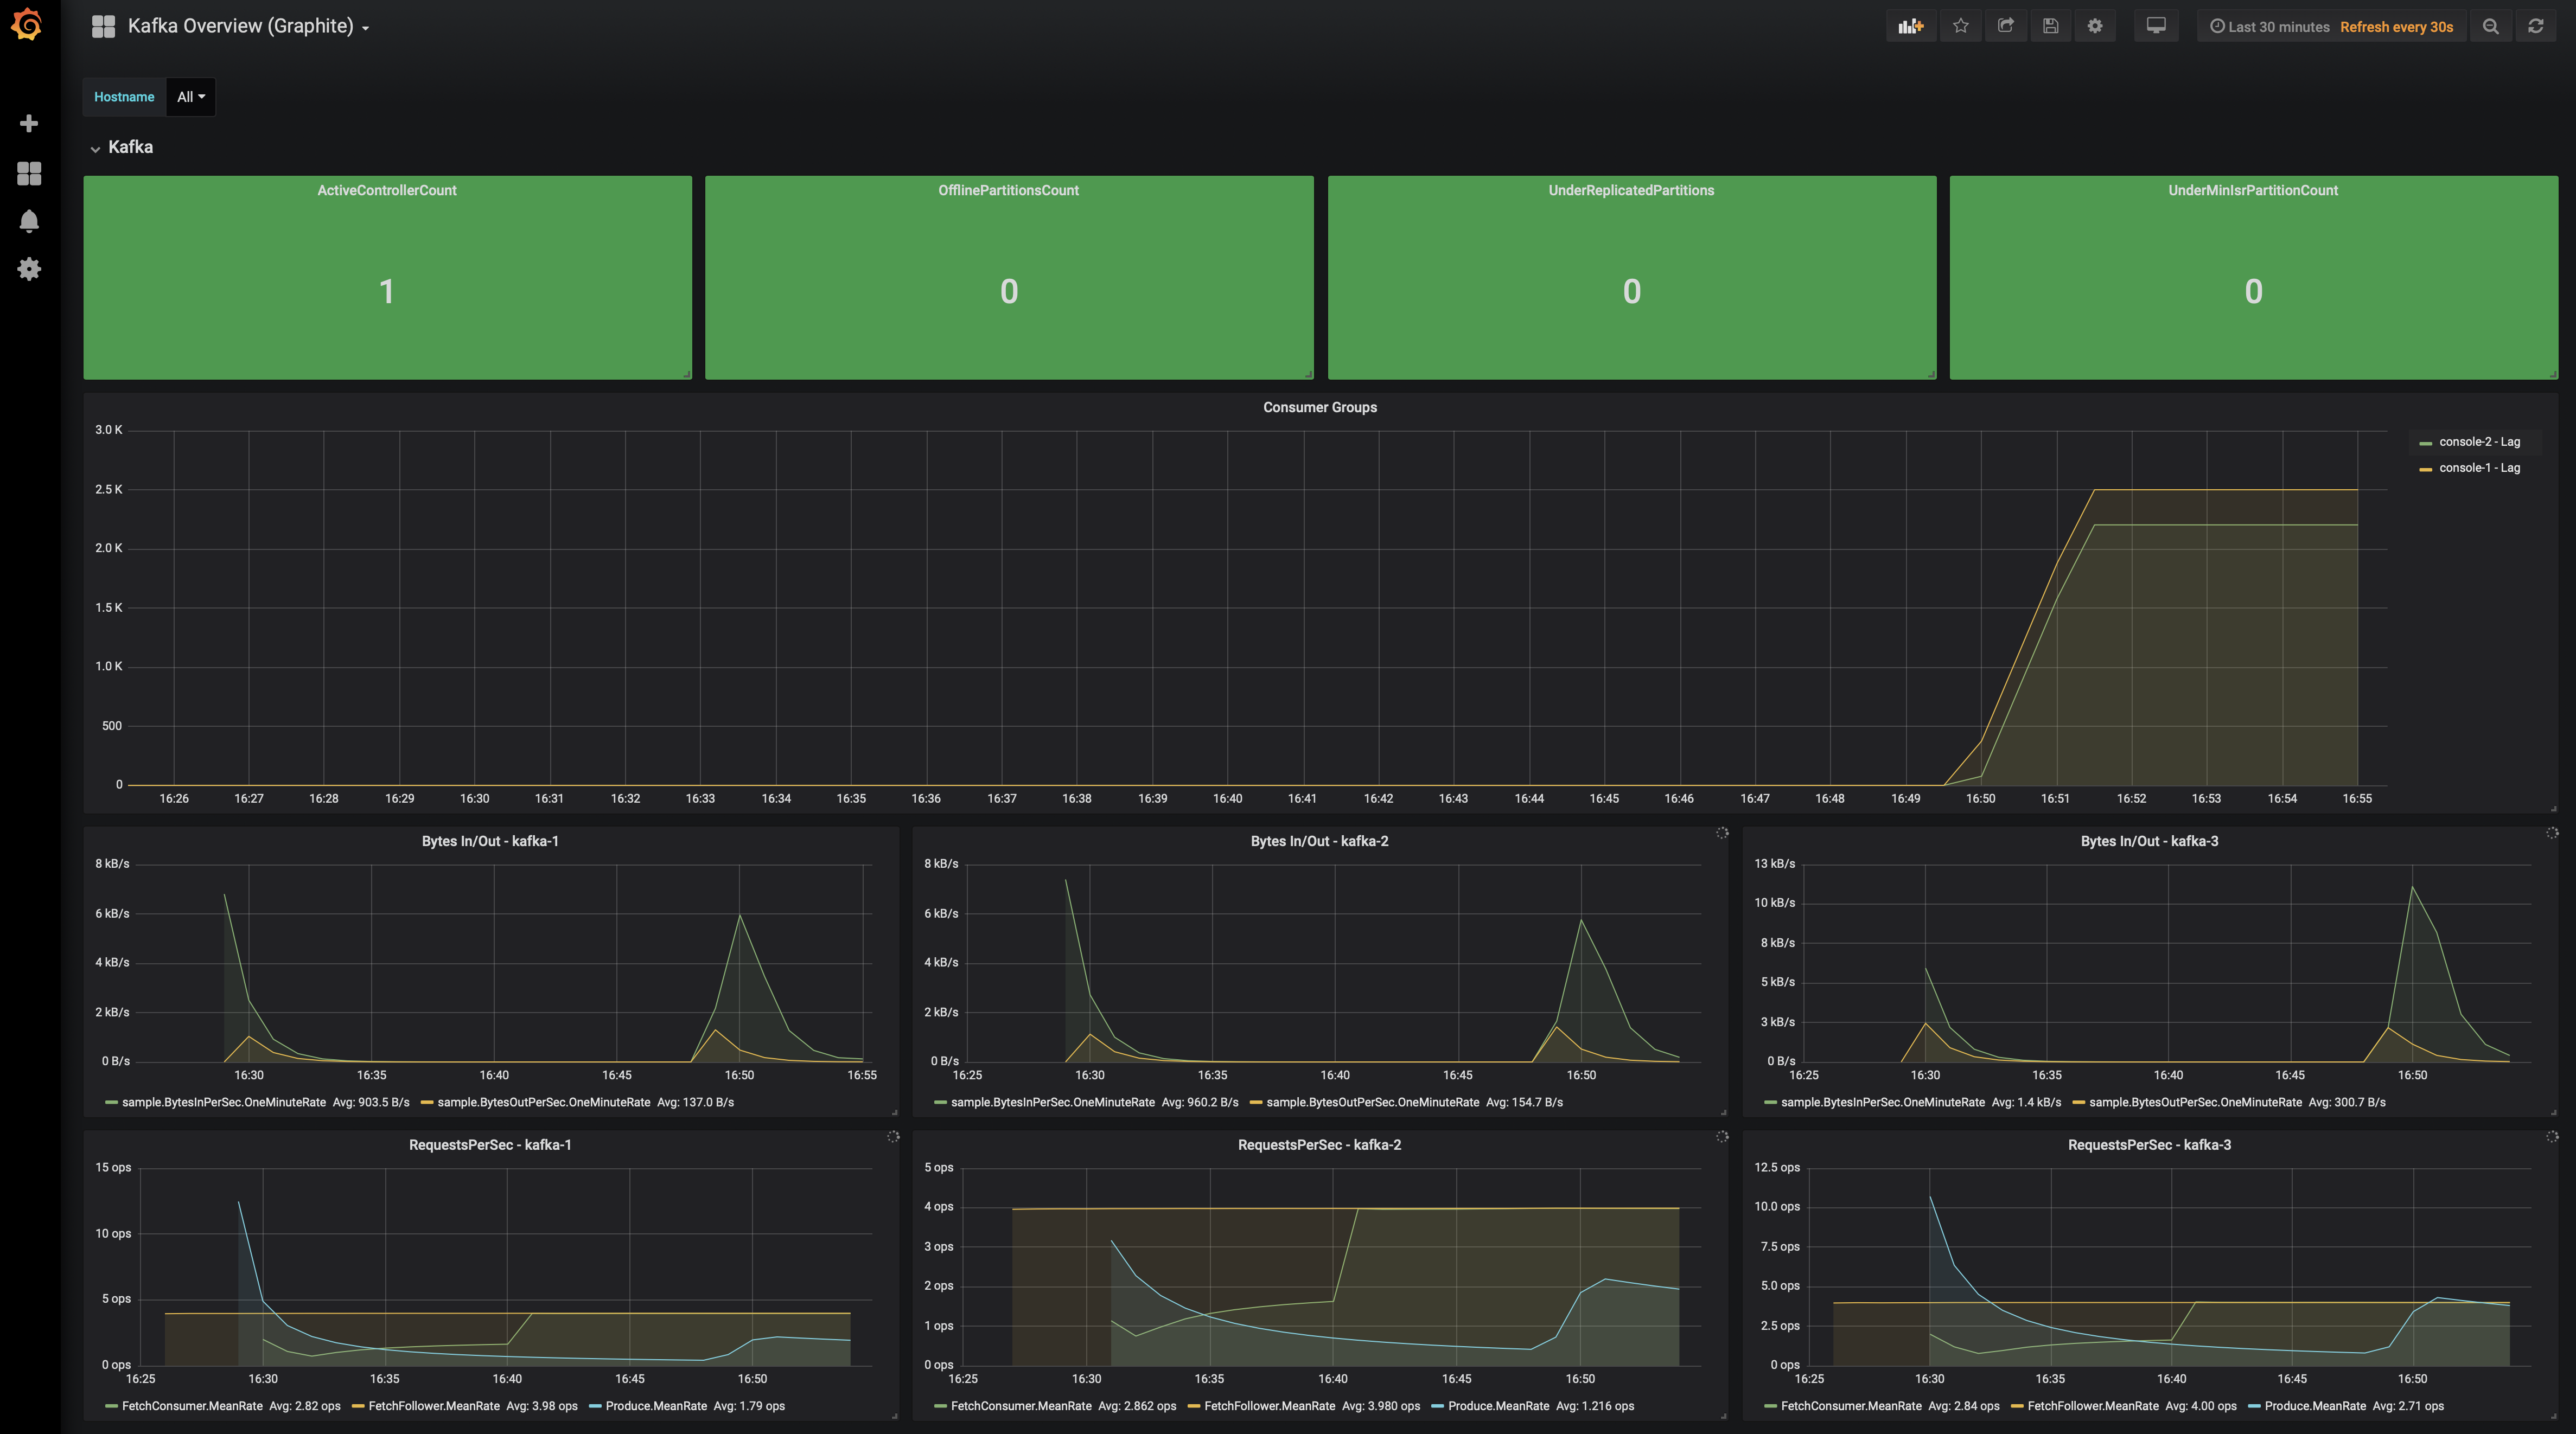 Kafka Overview (Graphite)
Last 30 minutes Refresh every 30s
Hostname All
Kafka
ActiveControllerCount
OfflinePartitionsCount
UnderReplicatedPartitions
UnderMinIsrPartitionCount
1
0
0
0
Consumer Groups
3.0 K
2.5 K
2.0 K
1.5 K
1.0 K
500
0
16:26 16:27 16:28 16:29 16:30 16:31 16:32 16:33 16:34 16:35 16:36 16:37 16:38 16:39 16:40 16:41 16:42 16:43 16:44 16:45 16:46 16:47 16:48 16:49 16:50 16:51 16:52 16:53 16:54 16:55
console-2 - Lag
console-1 - Lag
Bytes In/Out - kafka-1
8 kB/s
6 kB/s
4 kB/s
2 kB/s
0 B/s
16:30 16:35 16:40 16:45 16:50 16:55
sample.BytesInPerSec.OneMinuteRate Avg: 903.5 B/s sample.BytesOutPerSec.OneMinuteRate Avg: 137.0 B/s
Bytes In/Out - kafka-2
8 kB/s
6 kB/s
4 kB/s
2 kB/s
0 B/s
16:25 16:30 16:35 16:40 16:45 16:50
sample.BytesInPerSec.OneMinuteRate Avg: 960.2 B/s sample.BytesOutPerSec.OneMinuteRate Avg: 154.7 B/s
Bytes In/Out - kafka-3
13 kB/s
10 kB/s
8 kB/s
5 kB/s
3 kB/s
0 B/s
16:25 16:30 16:35 16:40 16:45 16:50
sample.BytesInPerSec.OneMinuteRate Avg: 1.4 kB/s sample.BytesOutPerSec.OneMinuteRate Avg: 300.7 B/s
RequestsPerSec - kafka-1
15 ops
10 ops
5 ops
0 ops
16:25 16:30 16:35 16:40 16:45 16:50
FetchConsumer.MeanRate Avg: 2.82 ops FetchFollower.MeanRate Avg: 3.98 ops Produce.MeanRate Avg: 1.79 ops
RequestsPerSec - kafka-2
5 ops
4 ops
3 ops
2 ops
1 ops
0 ops
16:25 16:30 16:35 16:40 16:45 16:50
FetchConsumer.MeanRate Avg: 2.862 ops FetchFollower.MeanRate Avg: 3.980 ops Produce.MeanRate Avg: 1.216 ops
RequestsPerSec - kafka-3
12.5 ops
10.0 ops
7.5 ops
5.0 ops
2.5 ops
0 ops
16:25 16:30 16:35 16:40 16:45 16:50
FetchConsumer.MeanRate Avg: 2.84 ops FetchFollower.MeanRate Avg: 4.00 ops Produce.MeanRate Avg: 2.71 ops